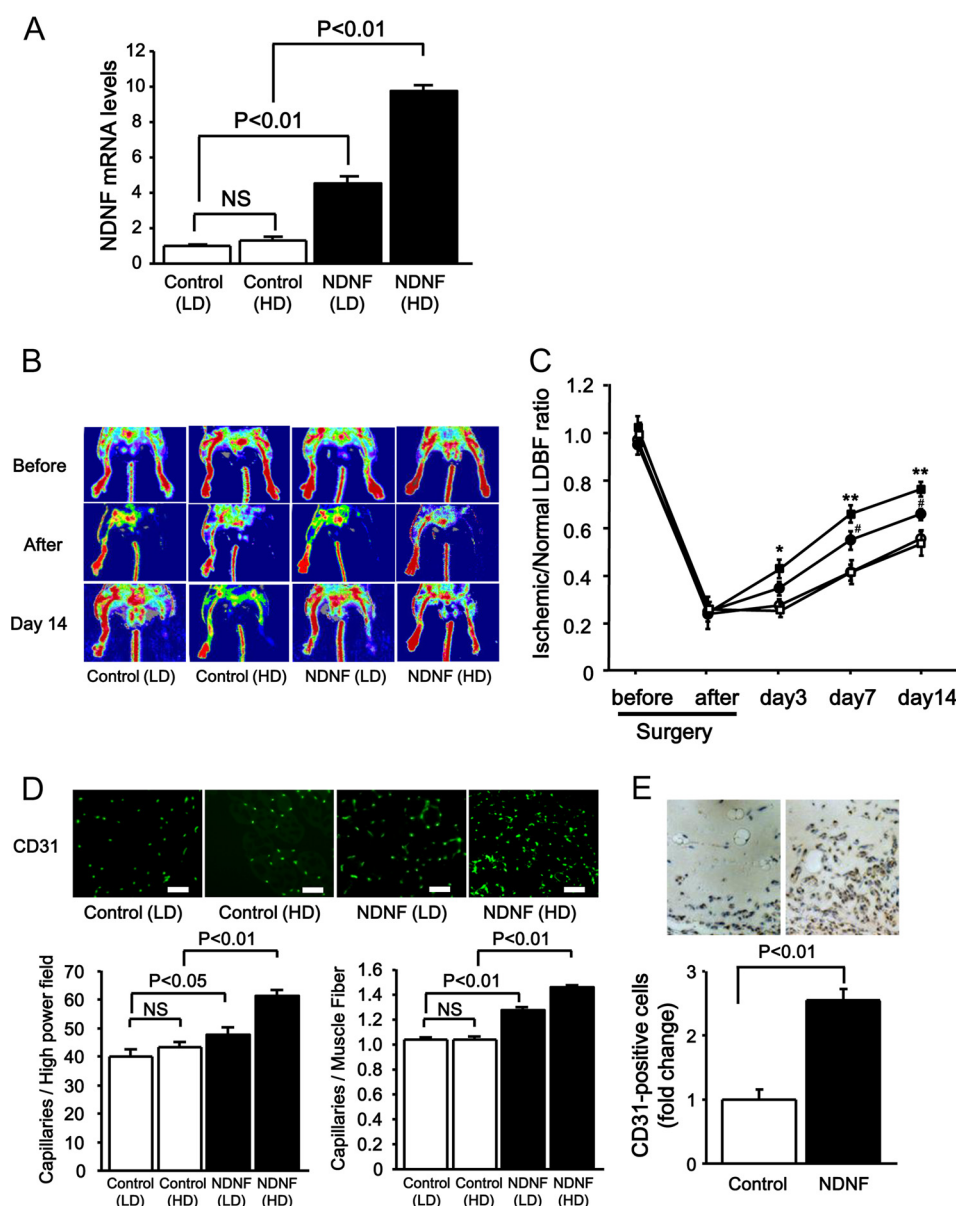 A
P<0.01
P<0.01
NS
NDNF mRNA levels
12
10
8
6
4
2
0
Control (LD)
Control (HD)
NDNF (LD)
NDNF (HD)
B
Before
After
Day 14
Control (LD)
Control (HD)
NDNF (LD)
NDNF (HD)
C
Ischemic/Normal LDBF ratio
1.2
1.0
0.8
0.6
0.4
0.2
0
*
**
#
**
#
before
after
day3
day7
day14
Surgery
D
CD31
Control (LD)
Control (HD)
NDNF (LD)
NDNF (HD)
P<0.01
P<0.05
NS
Capillaries / High power field
70
60
50
40
30
20
10
0
Control (LD)
Control (HD)
NDNF (LD)
NDNF (HD)
P<0.01
P<0.01
NS
Capillaries / Muscle Fiber
1.6
1.4
1.2
1.0
0.8
0.6
0.4
0.2
0
Control (LD)
Control (HD)
NDNF (LD)
NDNF (HD)
E
P<0.01
CD31-positive cells
(fold change)
3
2
1
0
Control
NDNF